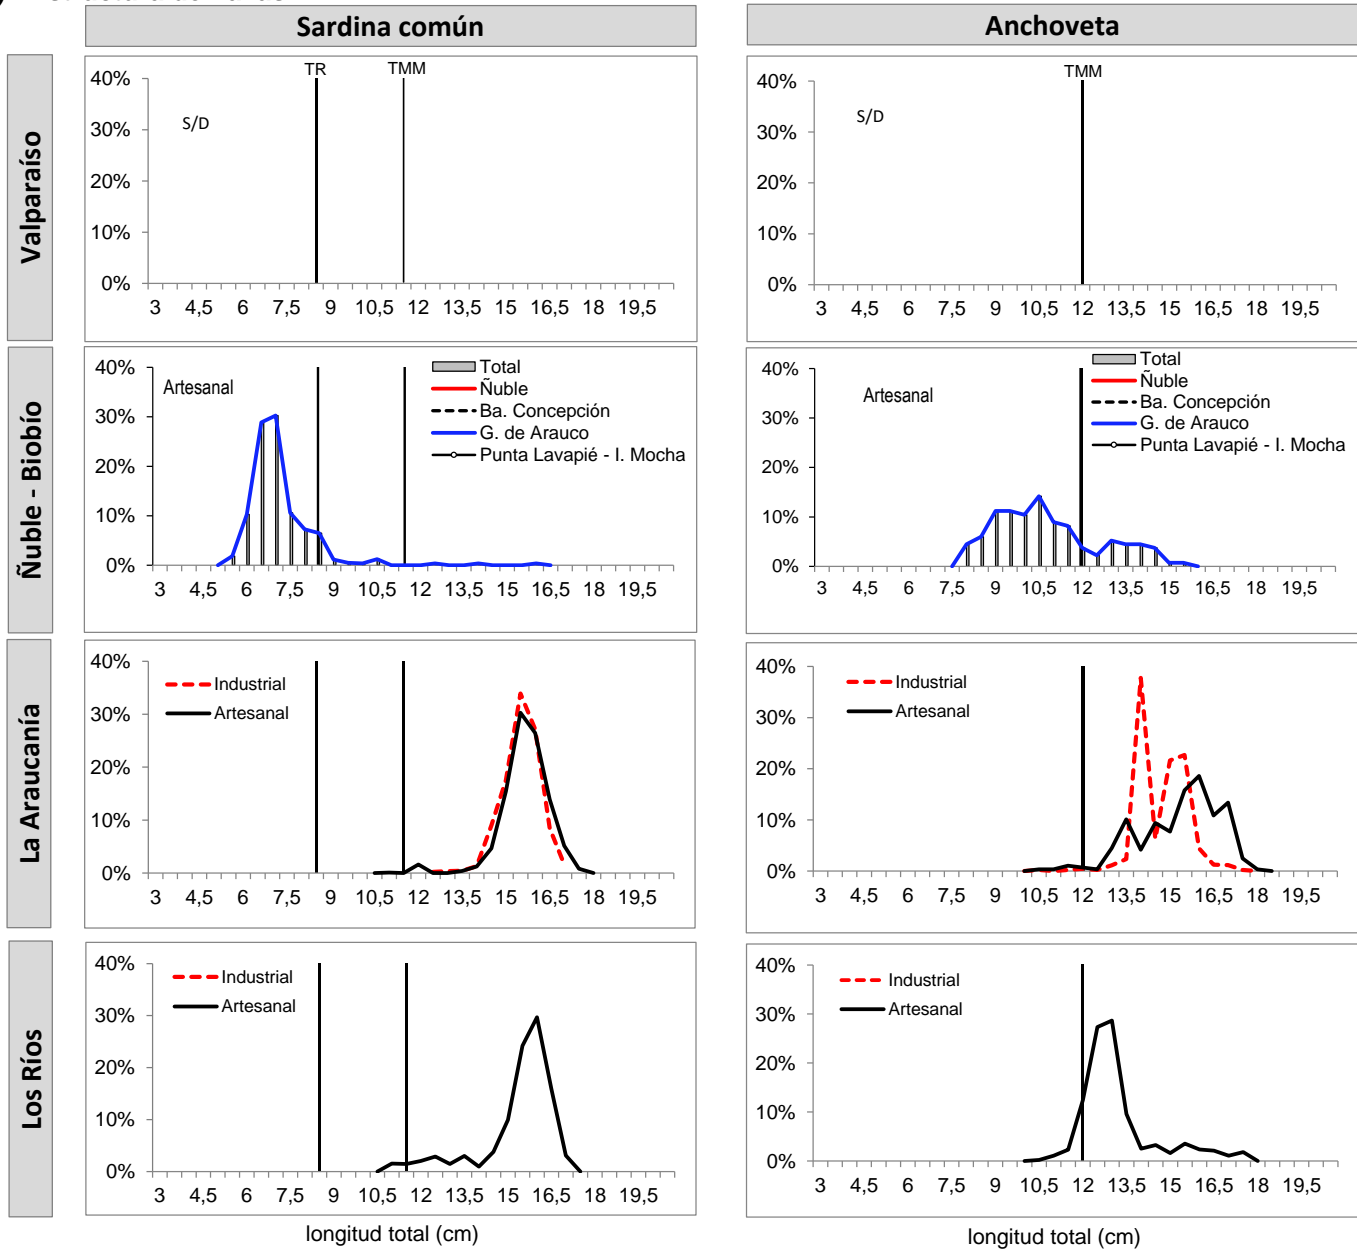 Sardina común
Anchoveta
Valparaíso
TR
TMM
40%
S/D
30%
20%
10%
0%
3 4,5 6 7,5 9 10,5 12 13,5 15 16,5 18 19,5
TMM
40%
S/D
30%
20%
10%
0%
3 4,5 6 7,5 9 10,5 12 13,5 15 16,5 18 19,5
Ñuble - Biobío
40%
Artesanal
30%
20%
10%
0%
Total
Ñuble
Ba. Concepción
G. de Arauco
Punta Lavapié - I. Mocha
3 4,5 6 7,5 9 10,5 12 13,5 15 16,5 18 19,5
40%
Artesanal
30%
20%
10%
0%
Total
Ñuble
Ba. Concepción
G. de Arauco
Punta Lavapié - I. Mocha
3 4,5 6 7,5 9 10,5 12 13,5 15 16,5 18 19,5
La Araucanía
40%
30%
20%
10%
0%
Industrial
Artesanal
3 4,5 6 7,5 9 10,5 12 13,5 15 16,5 18 19,5
40%
30%
20%
10%
0%
Industrial
Artesanal
3 4,5 6 7,5 9 10,5 12 13,5 15 16,5 18 19,5
Los Ríos
40%
30%
20%
10%
0%
Industrial
Artesanal
3 4,5 6 7,5 9 10,5 12 13,5 15 16,5 18 19,5
longitud total (cm)
40%
30%
20%
10%
0%
Industrial
Artesanal
3 4,5 6 7,5 9 10,5 12 13,5 15 16,5 18 19,5
longitud total (cm)